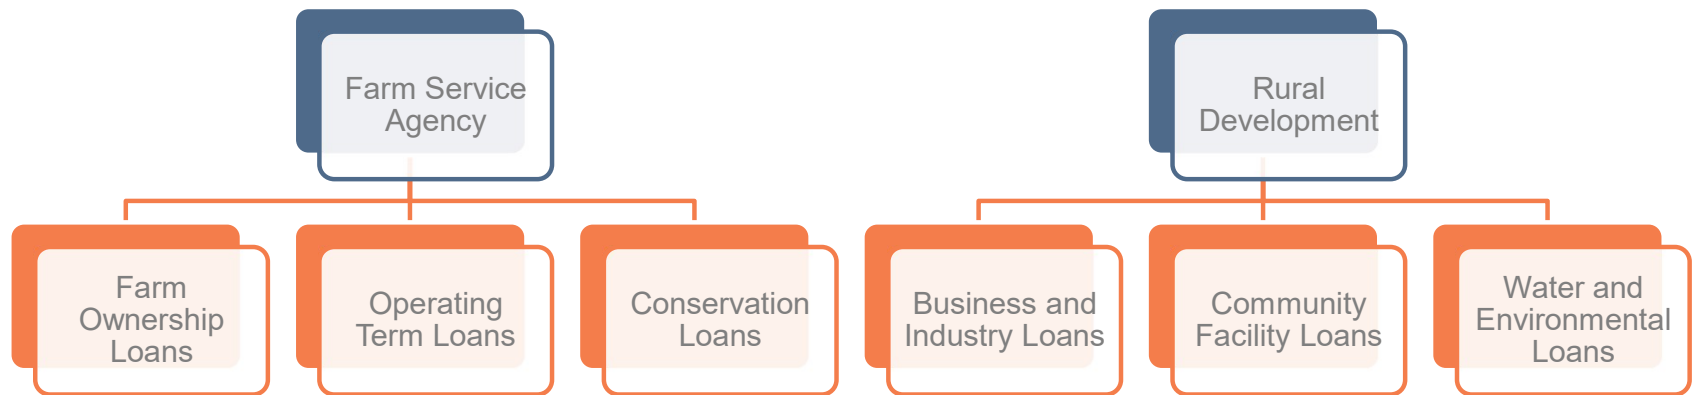 Farm Service
Agency
Rural
Development
Farm
Ownership
Loans
Operating
Term Loans
Conservation
Loans
Business and
Industry Loans
Community
Facility Loans
Water and
Environmental
Loans